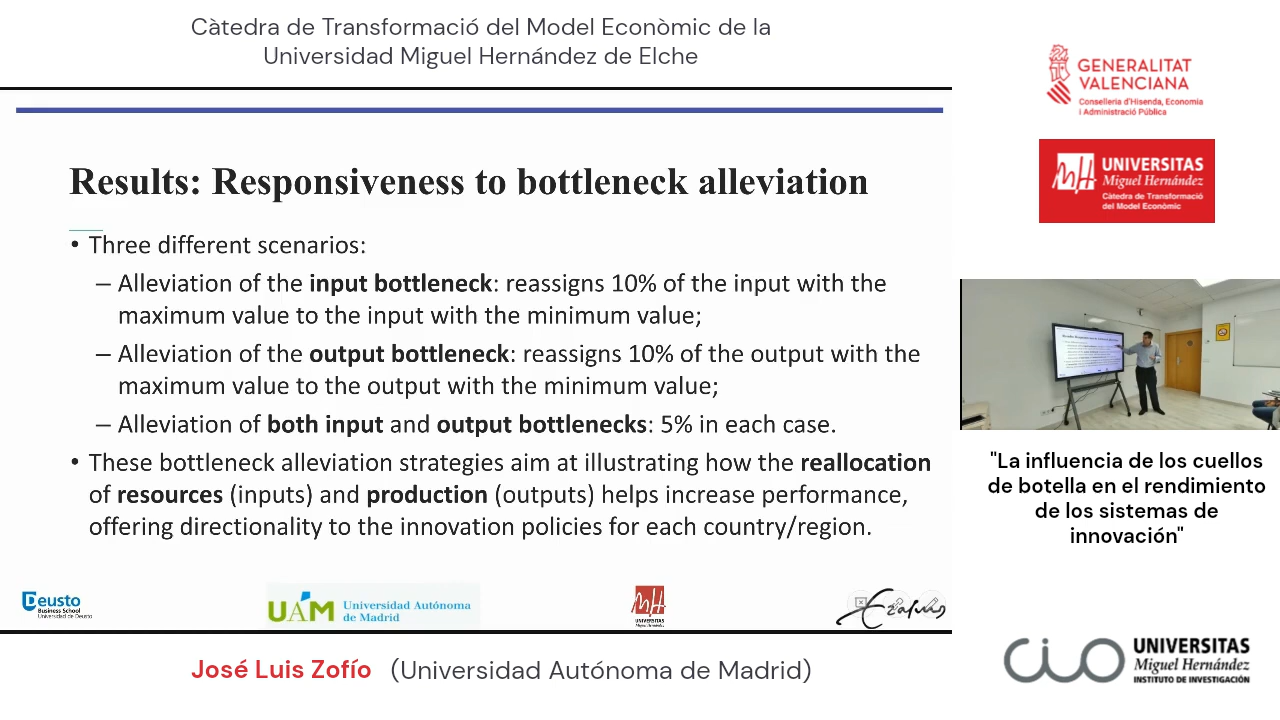 Càtedra de Transformació del Model Econòmic de la
Universidad Miguel Hernández de Elche
GENERALITAT
VALENCIANA
Conselleria d'Hisenda, Economia
i Administració Pública
UNIVERSITAS
Miguel Hernández
Càtedra de Transformació
del Model Econòmic
Results: Responsiveness to bottleneck alleviation
• Three different scenarios:
– Alleviation of the input bottleneck: reassigns 10% of the input with the
maximum value to the input with the minimum value;
– Alleviation of the output bottleneck: reassigns 10% of the output with the
maximum value to the output with the minimum value;
– Alleviation of both input and output bottlenecks: 5% in each case.
• These bottleneck alleviation strategies aim at illustrating how the reallocation
of resources (inputs) and production (outputs) helps increase performance,
offering directionality to the innovation policies for each country/region.
"La influencia de los cuellos
de botella en el rendimiento
de los sistemas de
innovación"
Deusto
Business School
Universidad de Deusto
UAM
Universidad Autónoma
de Madrid
UNIVERSITAS
Miguel Hernández
Erasmus
José Luis Zofío (Universidad Autónoma de Madrid)
CIO
UNIVERSITAS
Miguel Hernández
INSTITUTO DE INVESTIGACIÓN